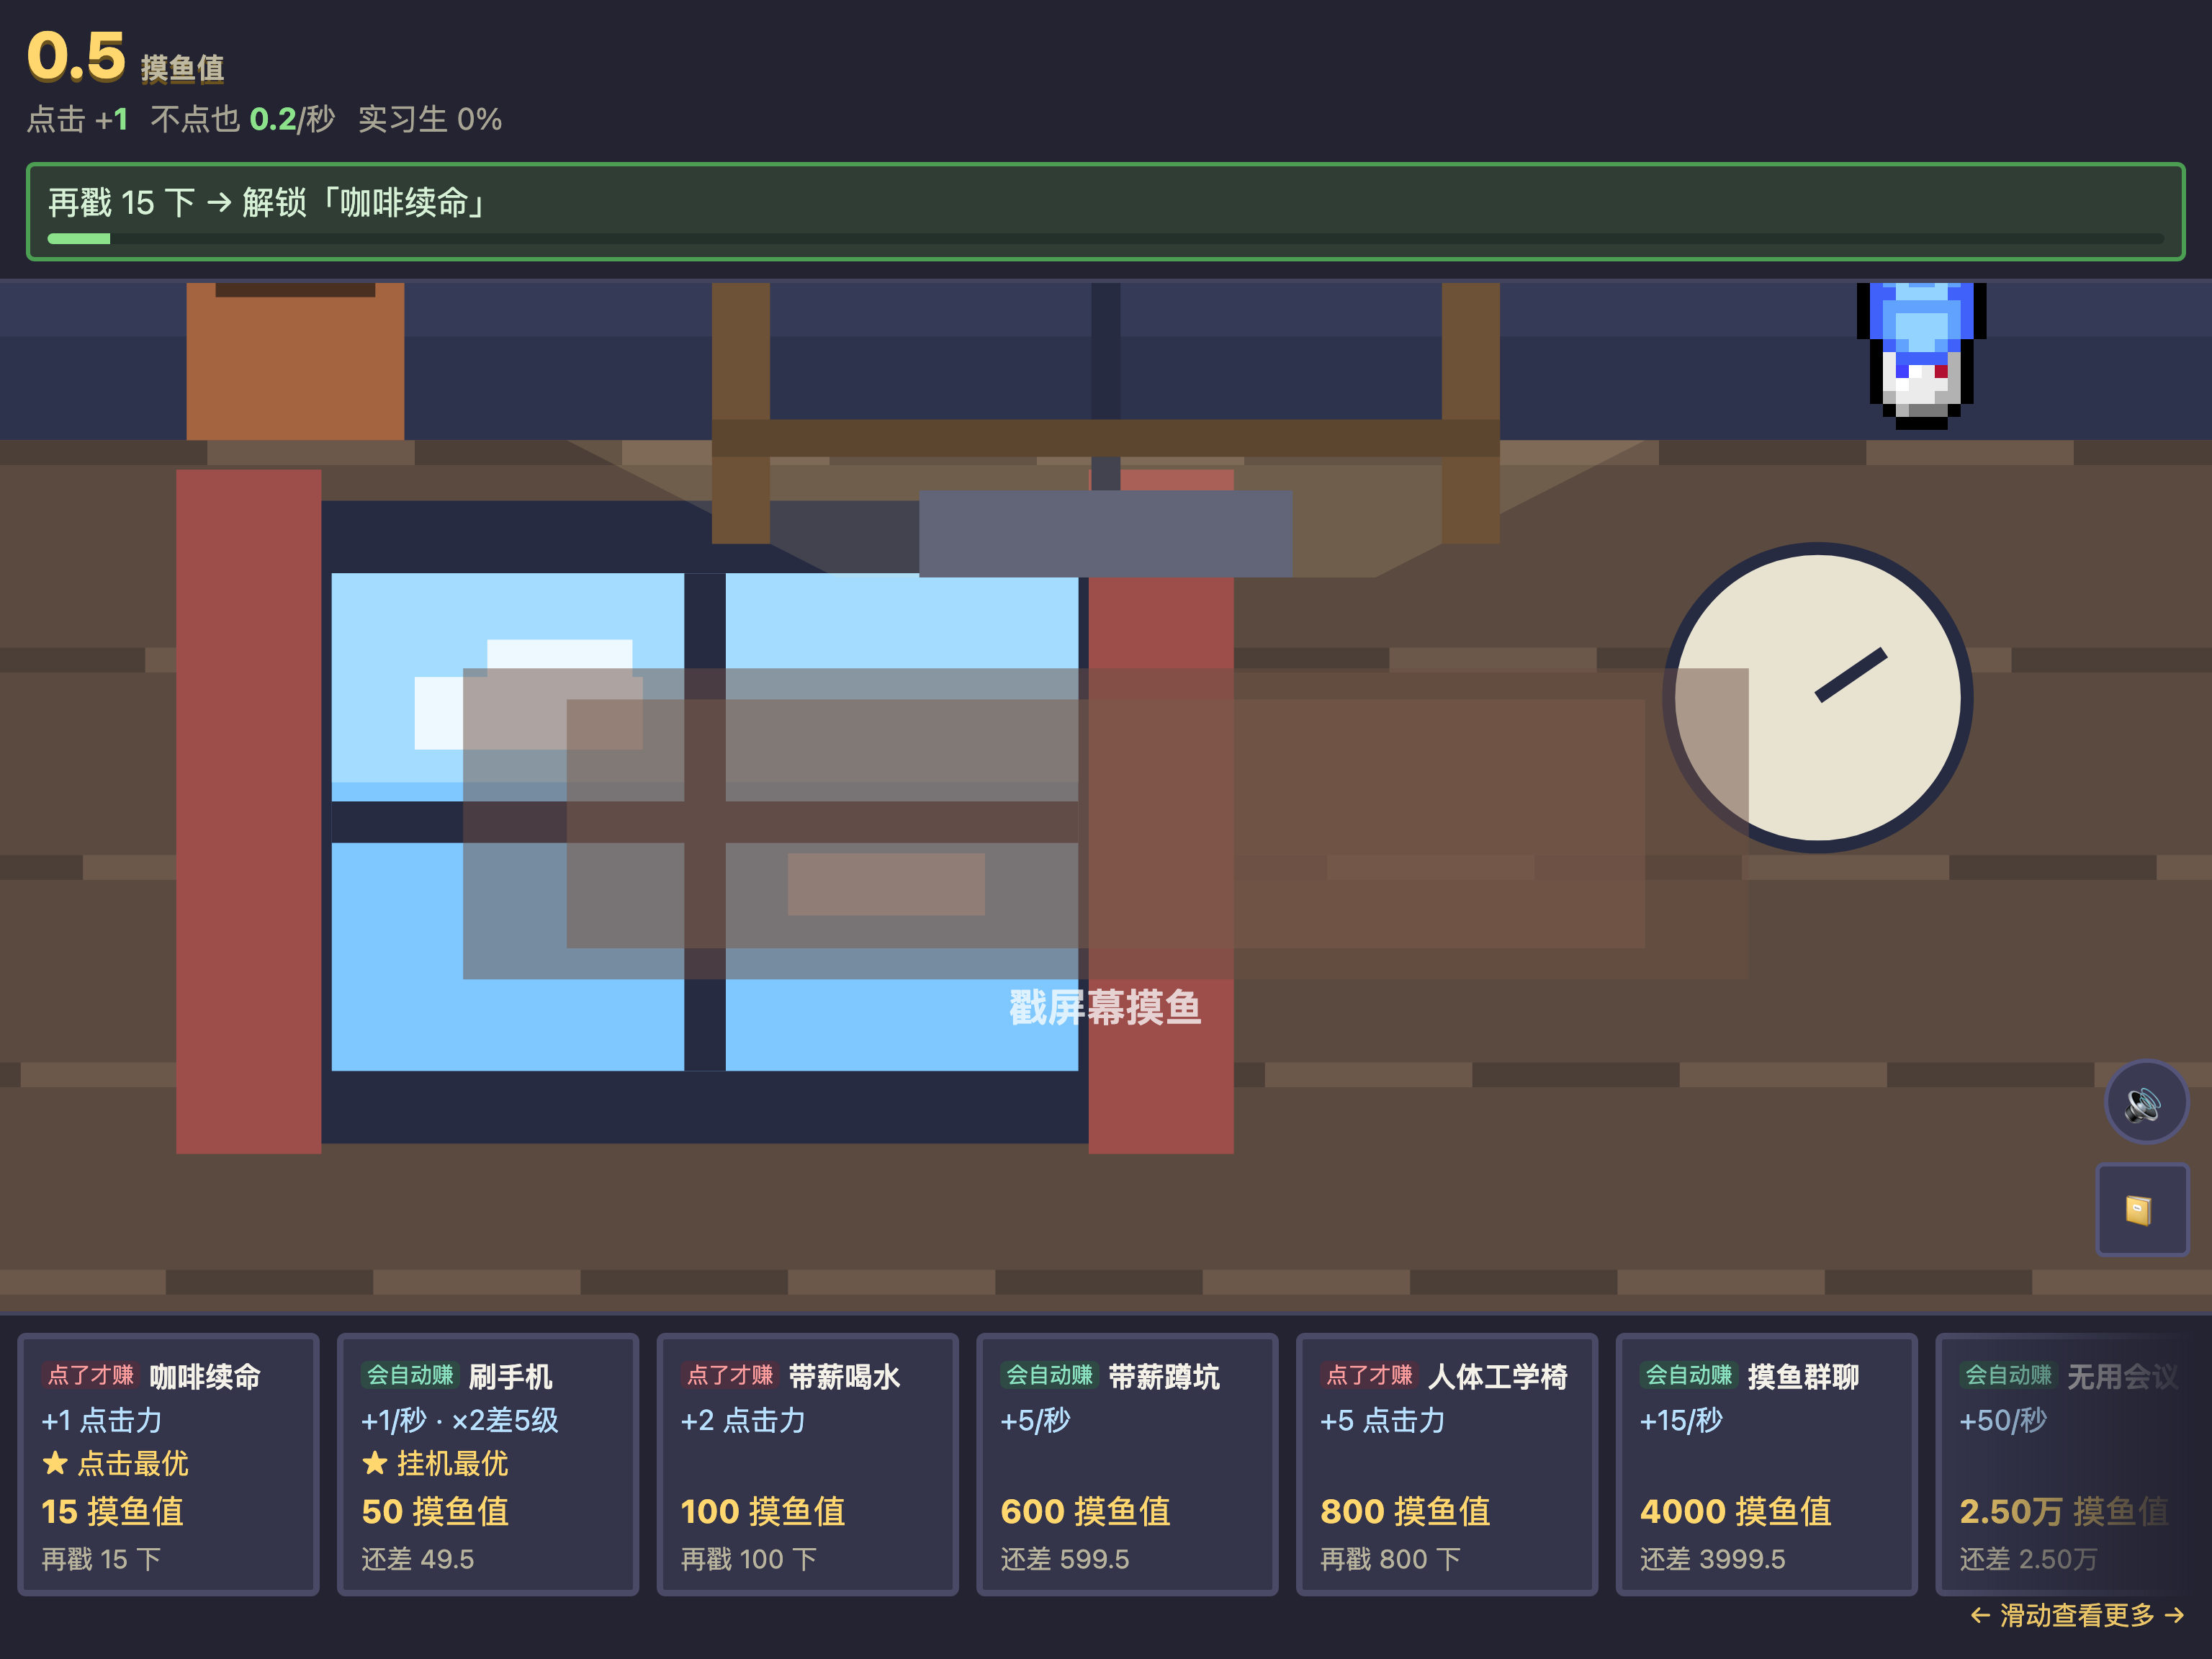 0.5 摸鱼值
点击 +1 不点也 0.2/秒 实习生 0%
再戳 15 下 → 解锁「咖啡续命」
戳屏幕摸鱼
点了才赚 咖啡续命
+1 点击力
★ 点击最优
15 摸鱼值
再戳 15 下
会自动赚 刷手机
+1/秒 · ×2差5级
★ 挂机最优
50 摸鱼值
还差 49.5
点了才赚 带薪喝水
+2 点击力
100 摸鱼值
再戳 100 下
会自动赚 带薪蹲坑
+5/秒
600 摸鱼值
还差 599.5
点了才赚 人体工学椅
+5 点击力
800 摸鱼值
再戳 800 下
会自动赚 摸鱼群聊
+15/秒
4000 摸鱼值
还差 3999.5
会自动赚 无用会议
+50/秒
2.50万 摸鱼值
还差 2.50万
← 滑动查看更多 →